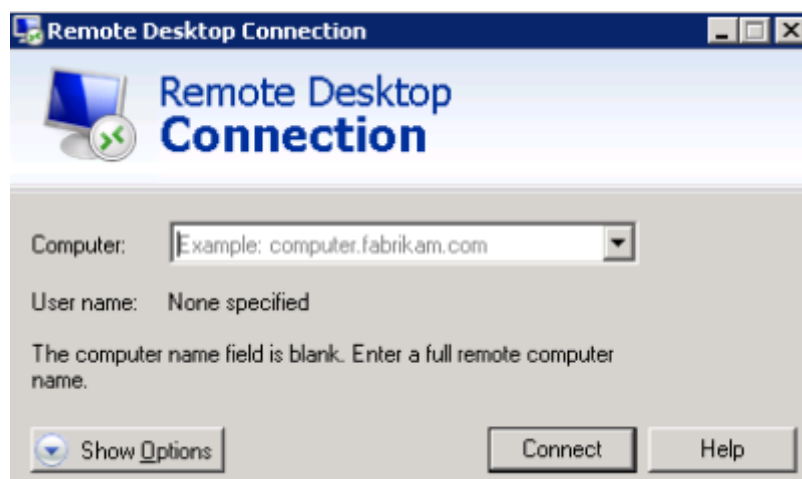 Remote Desktop Connection
Remote Desktop
Connection
Computer: Example: computer.fabrikam.com
User name: None specified
The computer name field is blank. Enter a full remote computer
name.
Show Options Connect Help